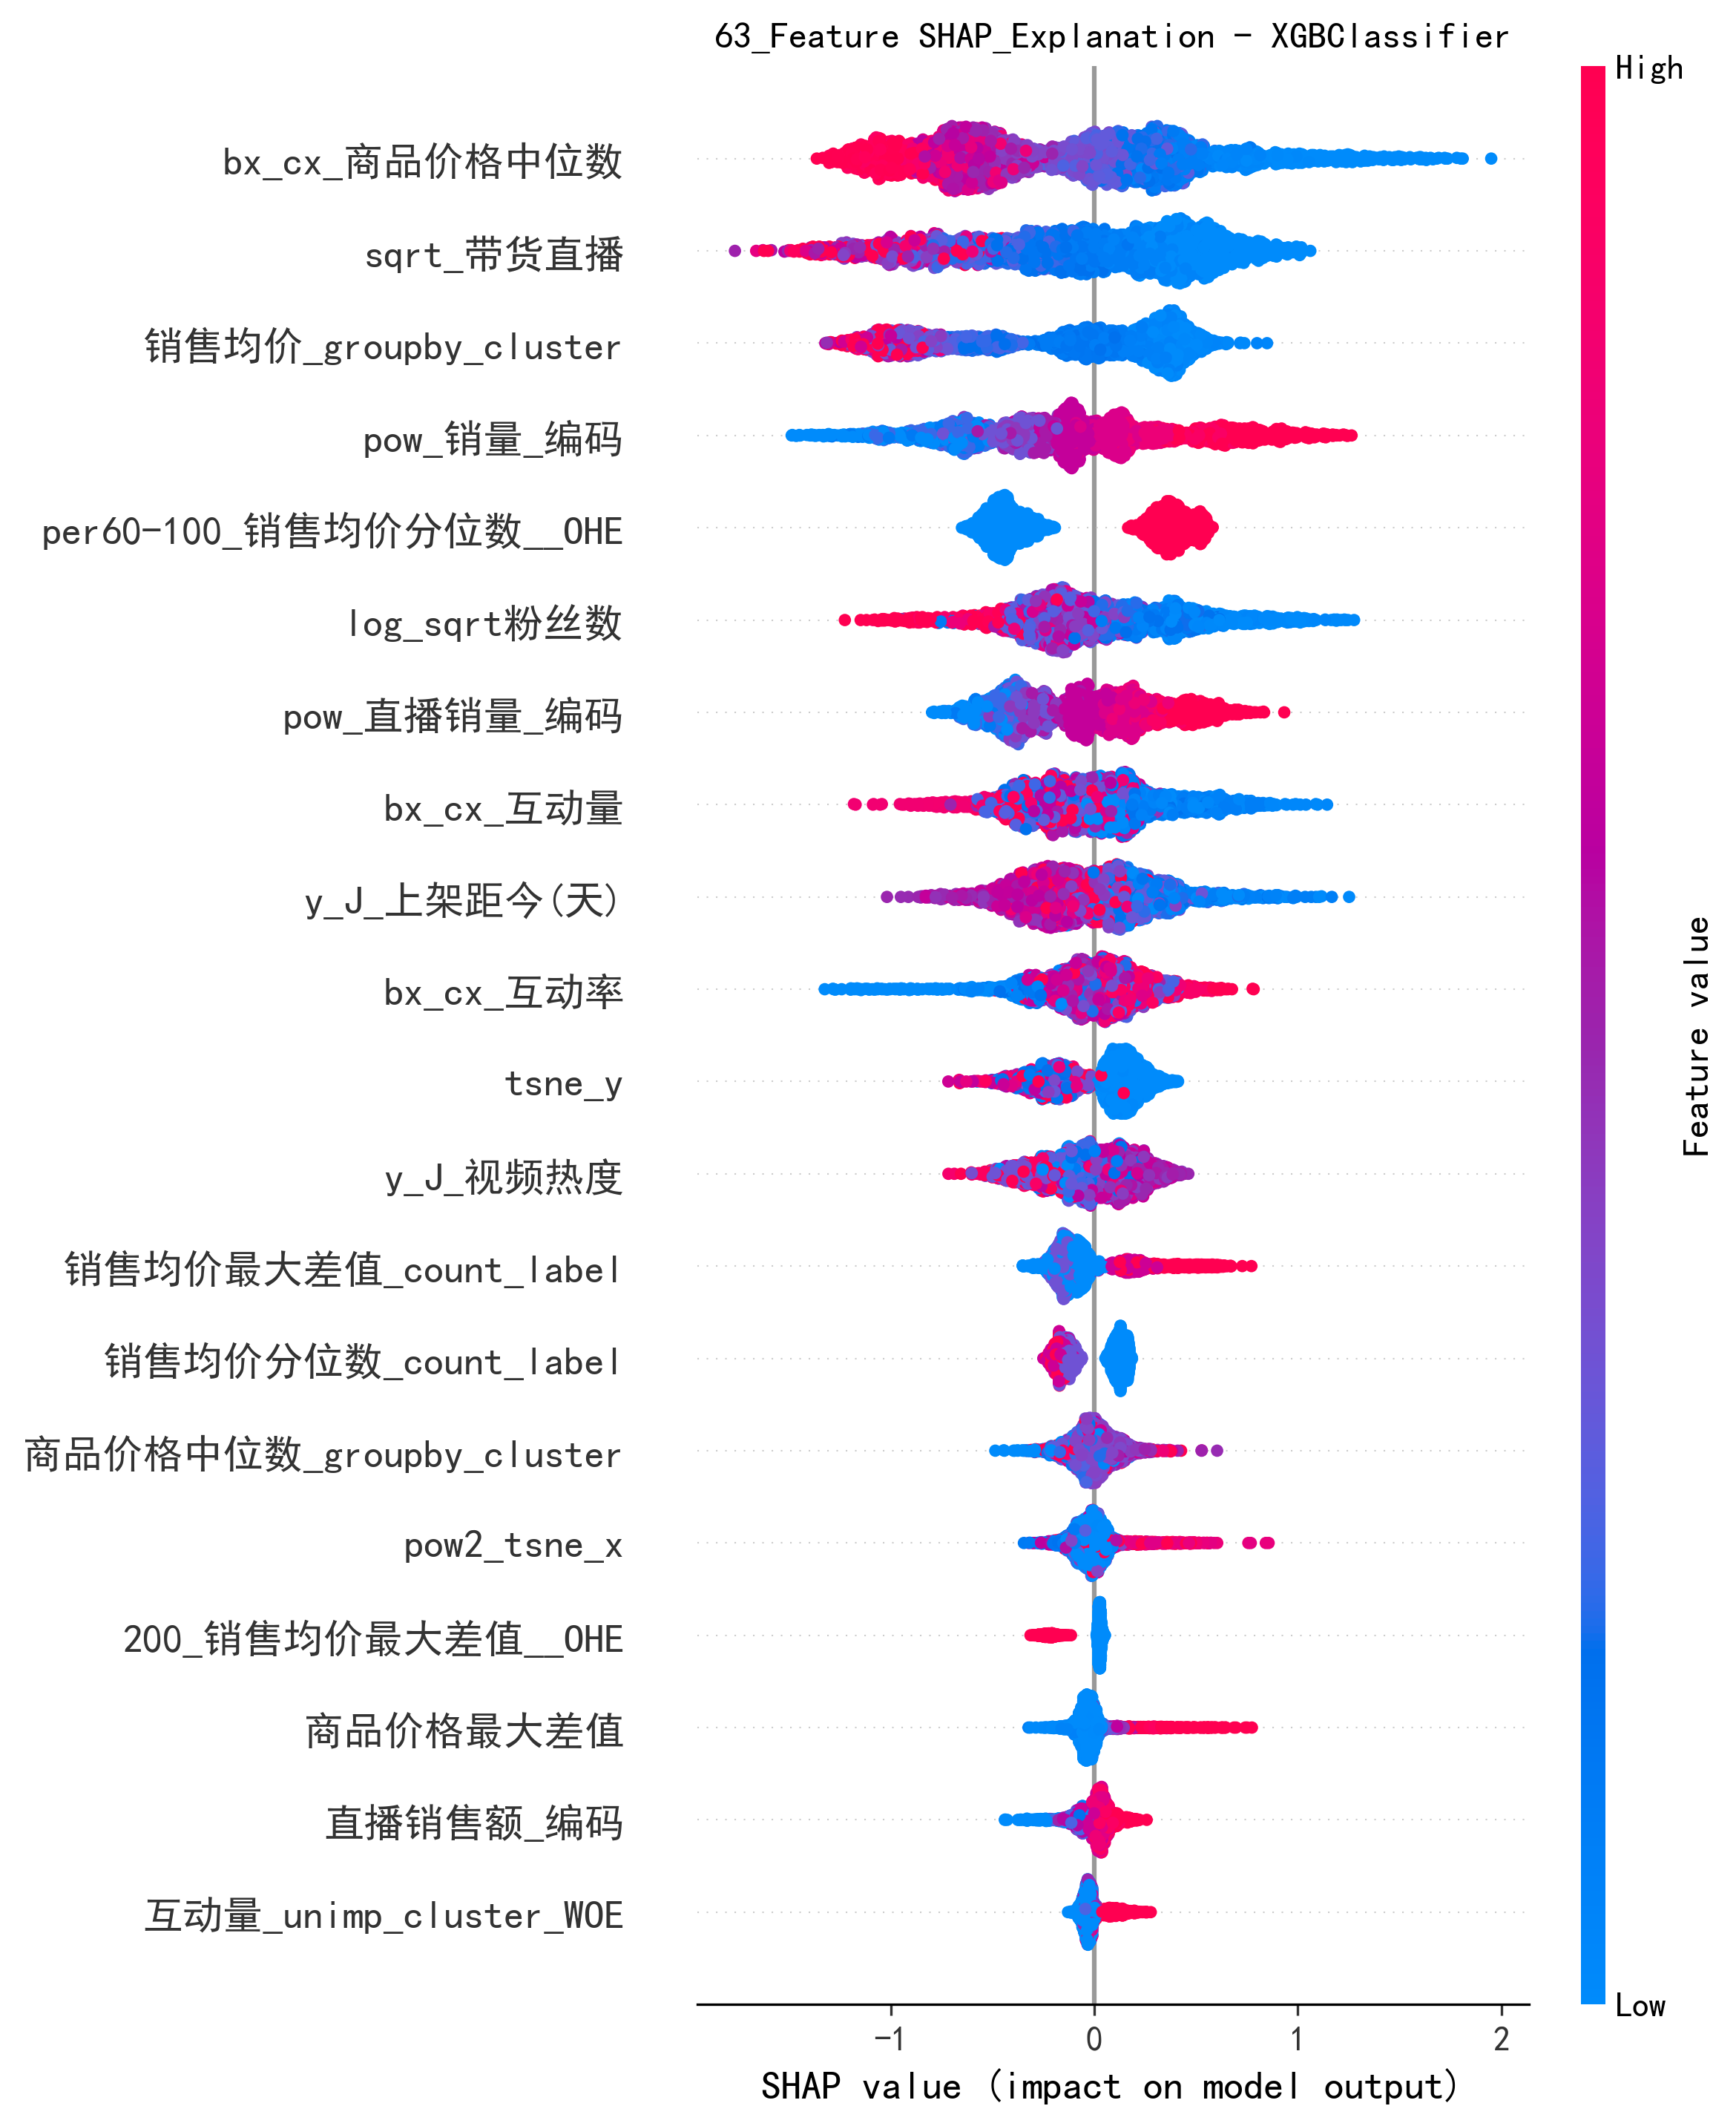 63_Feature SHAP_Explanation - XGBClassifier
High
bx_cx_商品价格中位数
sqrt_带货直播
销售均价_groupby_cluster
pow_销量_编码
per60-100_销售均价分位数__OHE
log_sqrt粉丝数
pow_直播销量_编码
bx_cx_互动量
y_J_上架距今(天)
bx_cx_互动率
tsne_y
y_J_视频热度
销售均价最大差值_count_label
销售均价分位数_count_label
商品价格中位数_groupby_cluster
pow2_tsne_x
200_销售均价最大差值__OHE
商品价格最大差值
直播销售额_编码
互动量_unimp_cluster_WOE
Feature value
Low
-1 0 1 2
SHAP value (impact on model output)